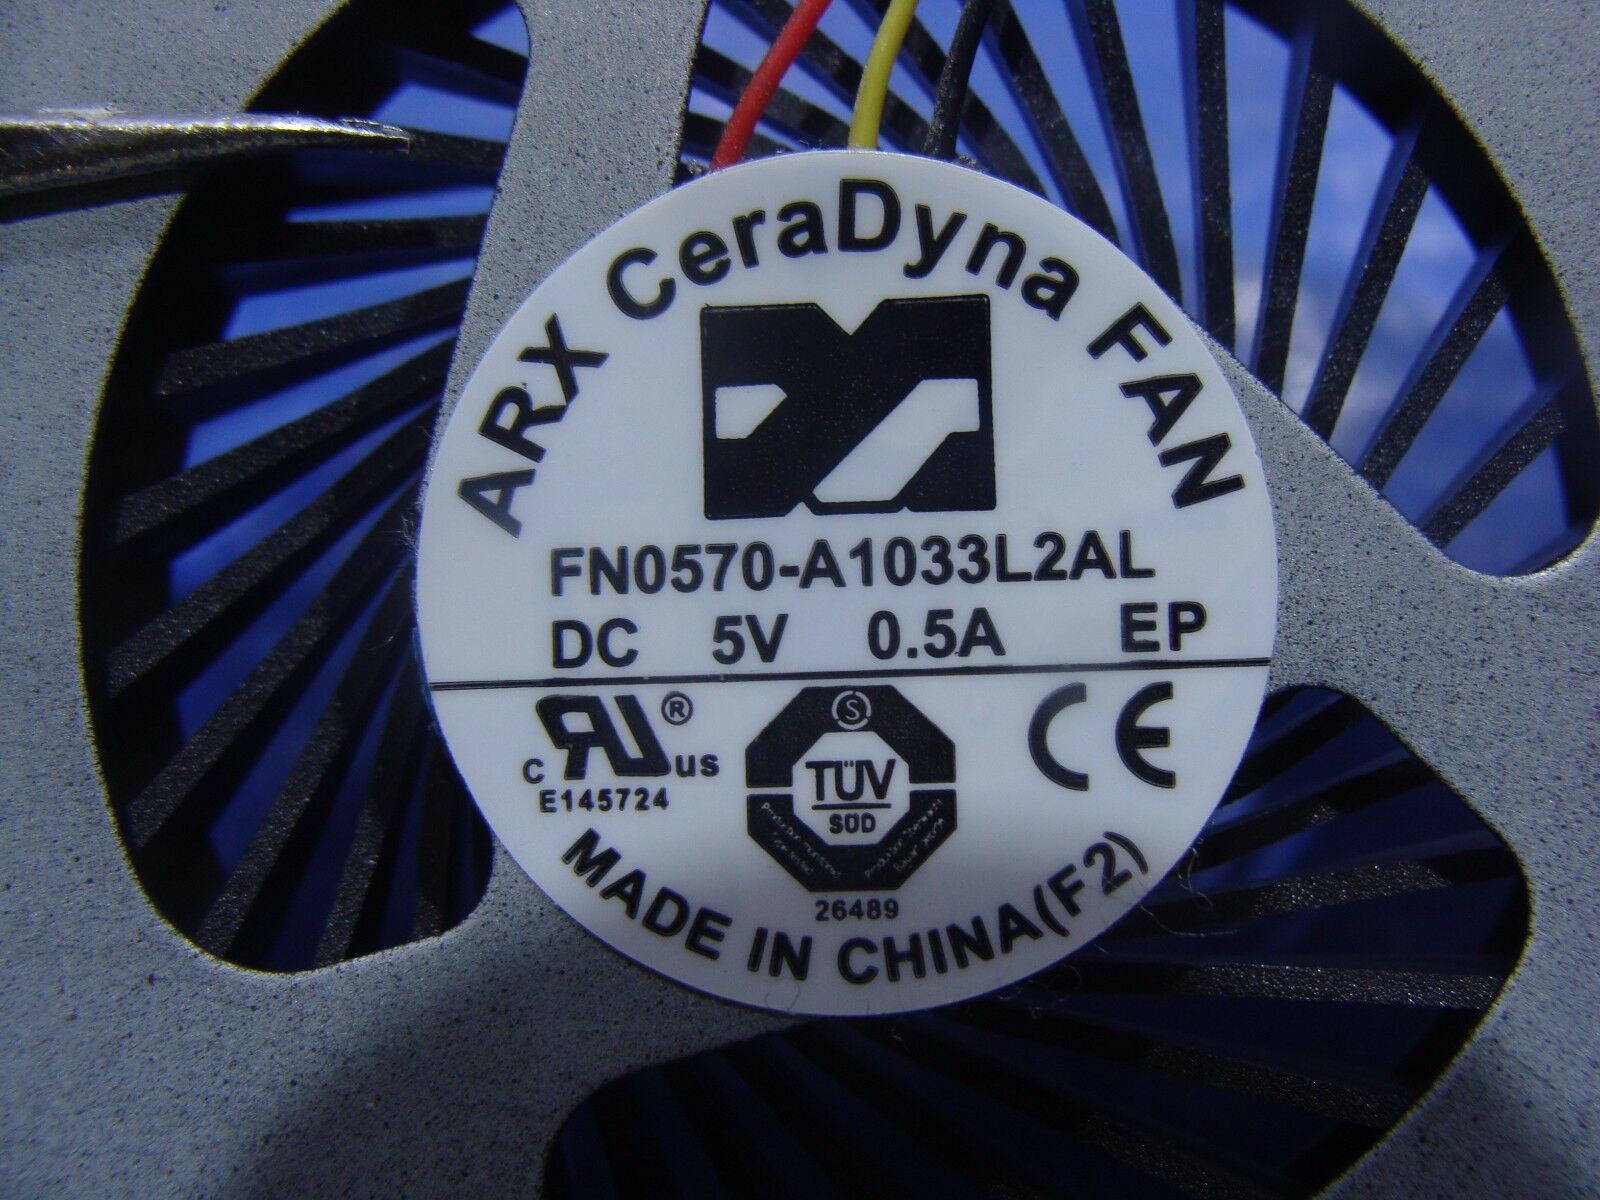 ARX CeraDyna FAN
FN0570-A1033L2AL
DC 5V 0.5A EP
c RU ® us
E145724
S
TÜV
SÜD
CE
26489
MADE IN CHINA(F2)